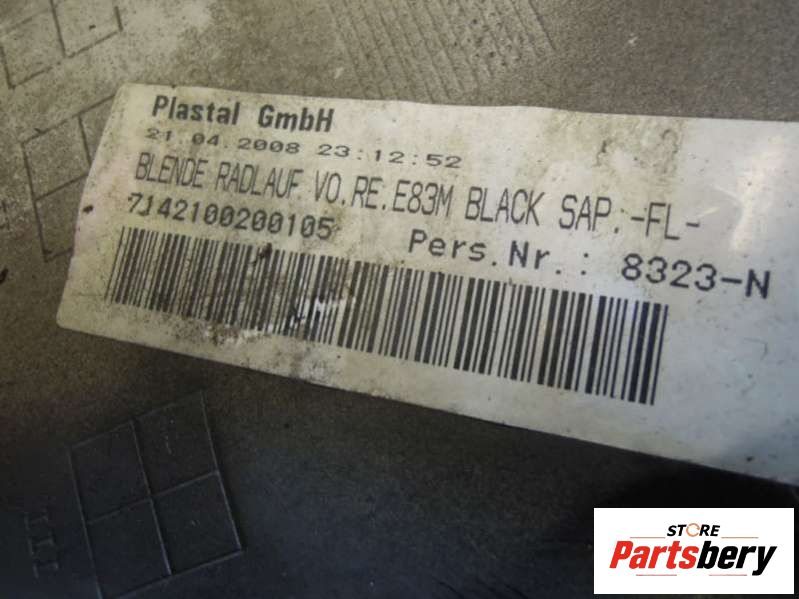 Plastal GmbH
21.04.2008 23:12:52
BLENDE RADLAUF.VO.RE.E83M BLACK SAP.-FL-
7J42100200105
Pers.Nr.: 8323-N
STORE
Partsbery